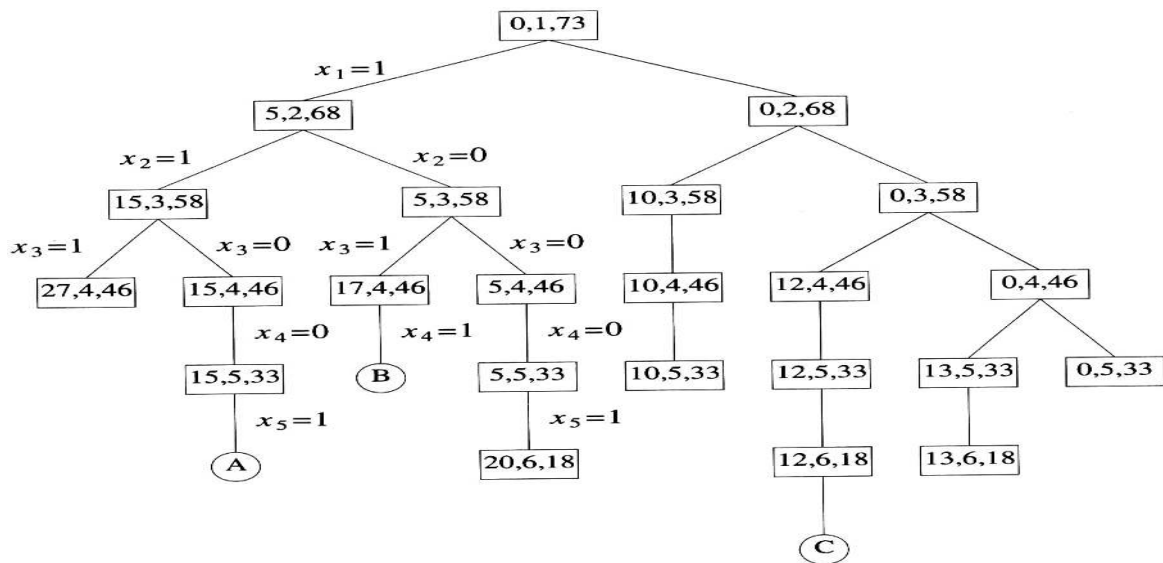 0,1,73
x₁=1
5,2,68
0,2,68
x₂=1
x₂=0
15,3,58
5,3,58
10,3,58
0,3,58
x₃=1
x₃=0
x₃=1
x₃=0
27,4,46
15,4,46
17,4,46
5,4,46
10,4,46
12,4,46
0,4,46
x₄=0
x₄=1
x₄=0
15,5,33
B
5,5,33
10,5,33
12,5,33
13,5,33
0,5,33
x₅=1
x₅=1
A
20,6,18
12,6,18
13,6,18
C